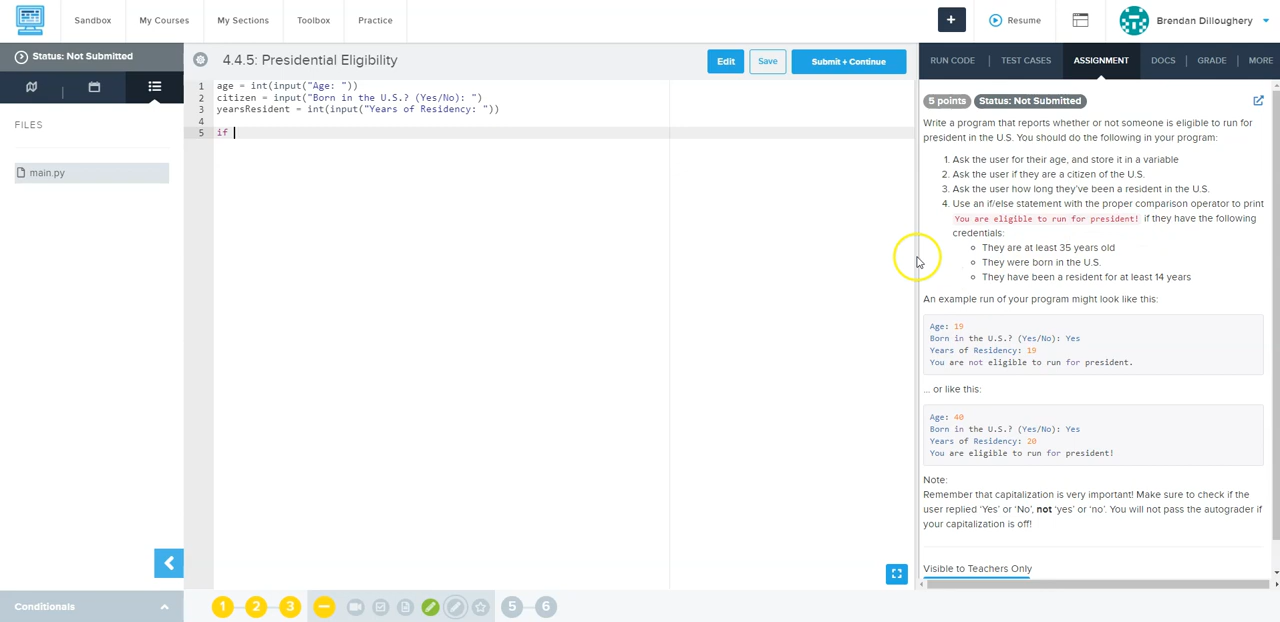 Sandbox
My Courses
My Sections
Toolbox
Practice
+
Resume
Brendan Dilloughery
Status: Not Submitted
4.4.5: Presidential Eligibility
Edit
Save
Submit + Continue
RUN CODE
TEST CASES
ASSIGNMENT
DOCS
GRADE
MORE
FILES
main.py
1 age = int(input("Age: "))
2 citizen = input("Born in the U.S.? (Yes/No): ")
3 yearsResident = int(input("Years of Residency: "))
4
5 if
5 points Status: Not Submitted
Write a program that reports whether or not someone is eligible to run for
president in the U.S. You should do the following in your program:
1. Ask the user for their age, and store it in a variable
2. Ask the user if they are a citizen of the U.S.
3. Ask the user how long they've been a resident in the U.S.
4. Use an if/else statement with the proper comparison operator to print
You are eligible to run for president! if they have the following
credentials:
They are at least 35 years old
They were born in the U.S.
They have been a resident for at least 14 years
An example run of your program might look like this:
Age: 19
Born in the U.S.? (Yes/No): Yes
Years of Residency: 19
You are not eligible to run for president.
... or like this:
Age: 40
Born in the U.S.? (Yes/No): Yes
Years of Residency: 20
You are eligible to run for president!
Note:
Remember that capitalization is very important! Make sure to check if the
user replied 'Yes' or 'No', not 'yes' or 'no'. You will not pass the autograder if
your capitalization is off!
Visible to Teachers Only
Conditionals
1 2 3 5 6